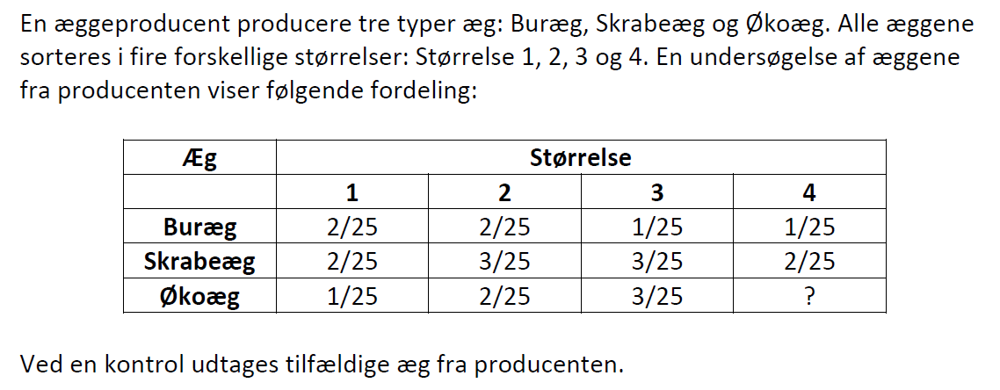 En æggeproducent producere tre typer æg: Buræg, Skrabeæg og Økoæg. Alle æggene
sorteres i fire forskellige størrelser: Størrelse 1, 2, 3 og 4. En undersøgelse af æggene
fra producenten viser følgende fordeling:
Æg Størrelse
1 2 3 4
Buræg 2/25 2/25 1/25 1/25
Skrabeæg 2/25 3/25 3/25 2/25
Økoæg 1/25 2/25 3/25 ?
Ved en kontrol udtages tilfældige æg fra producenten.